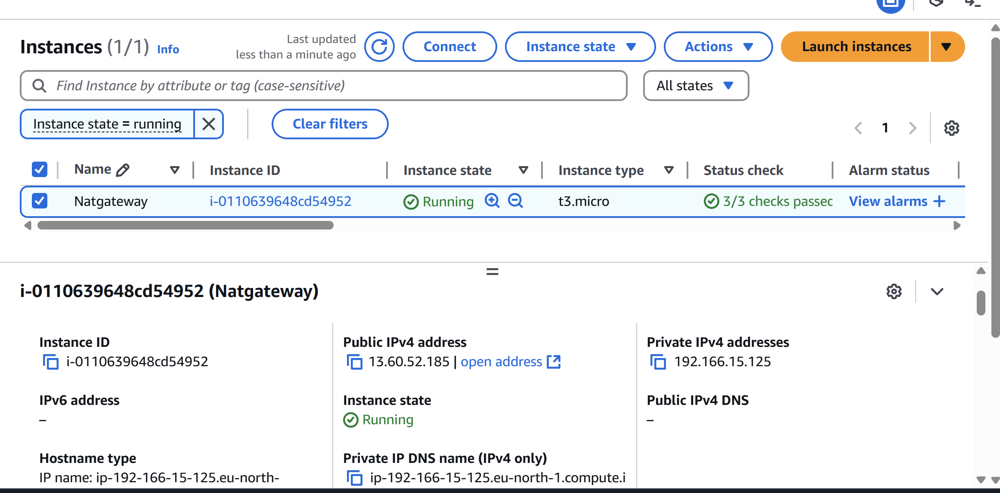 Instances (1/1) Info
Last updated
less than a minute ago
Connect
Instance state
Actions
Launch instances
Find Instance by attribute or tag (case-sensitive)
All states
Instance state = running
Clear filters
1
Name
Instance ID
Instance state
Instance type
Status check
Alarm status
Natgateway
i-0110639648cd54952
Running
t3.micro
3/3 checks passec
View alarms +
i-0110639648cd54952 (Natgateway)
Instance ID
i-0110639648cd54952
Public IPv4 address
13.60.52.185 | open address
Private IPv4 addresses
192.166.15.125
IPv6 address
–
Instance state
Running
Public IPv4 DNS
–
Hostname type
IP name: ip-192-166-15-125.eu-north-
Private IP DNS name (IPv4 only)
ip-192-166-15-125.eu-north-1.compute.i